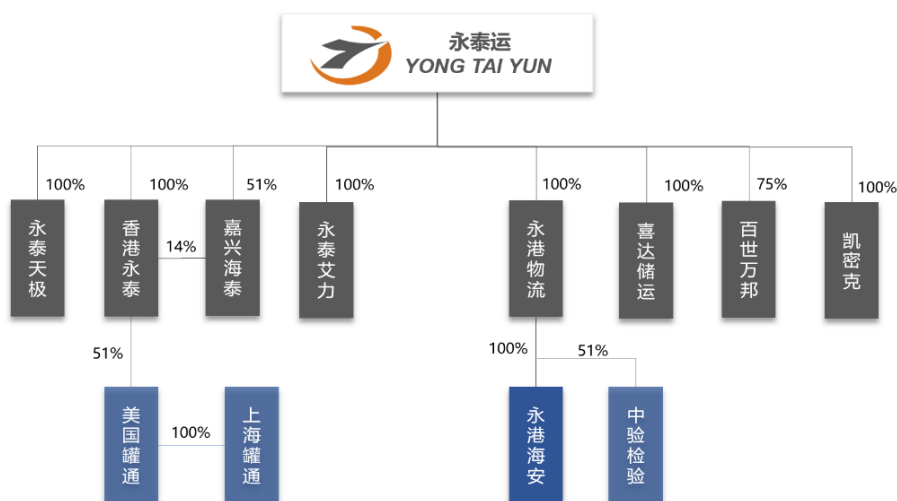 永泰运
YONG TAI YUN
100%
100%
51%
100%
100%
100%
75%
100%
永泰天极
香港永泰
14%
嘉兴海泰
永泰艾力
永港物流
喜达储运
百世万邦
凯密克
51%
100%
51%
美国罐通
100%
上海罐通
永港海安
中验检验